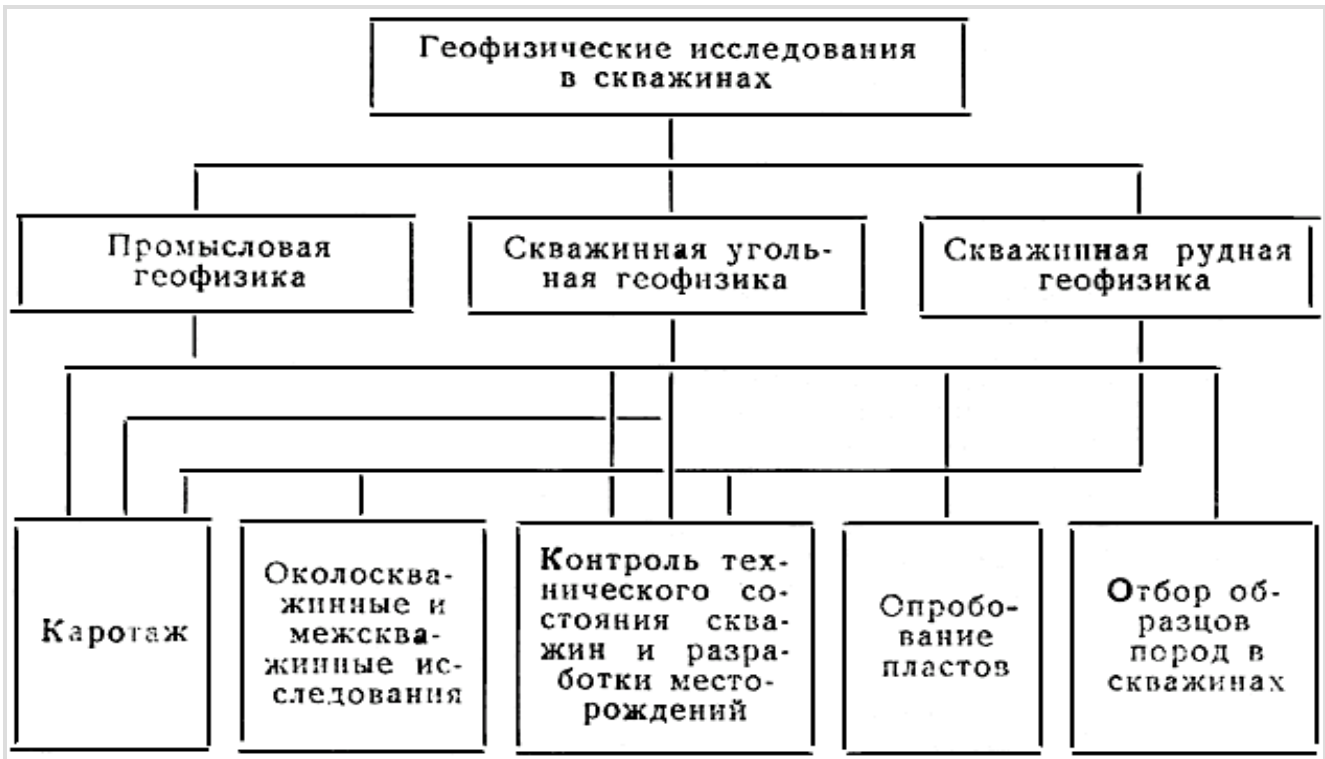 Геофизические исследования
в скважинах
Промысловая
геофизика
Скважинная уголь-
ная геофизика
Скважинная рудная
геофизика
Каротаж
Околосква-
жинные и
межсква-
жинные ис-
следования
Контроль тех-
нического со-
стояния сква-
жин и разра-
ботки место-
рождений
Опробо-
вание
пластов
Отбор об-
разцов
пород в
скважинах